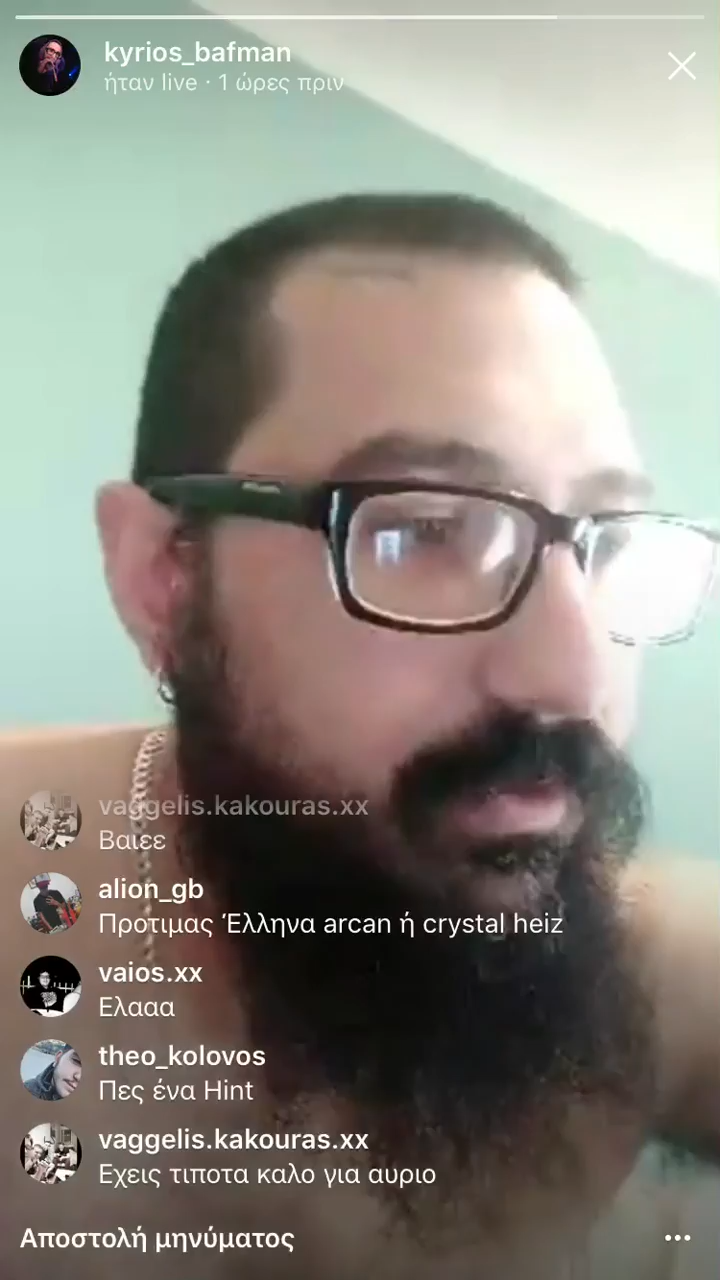 kyrios_bafman
ήταν live · 1 ώρες πριν
vaggelis.kakouras.xx
Βαιεε
alion_gb
Προτιμας Έλληνα arcan ή crystal heiz
vaios.xx
Ελααα
theo_kolovos
Πες ένα Hint
vaggelis.kakouras.xx
Εχεις τιποτα καλο για αυριο
Αποστολή μηνύματος